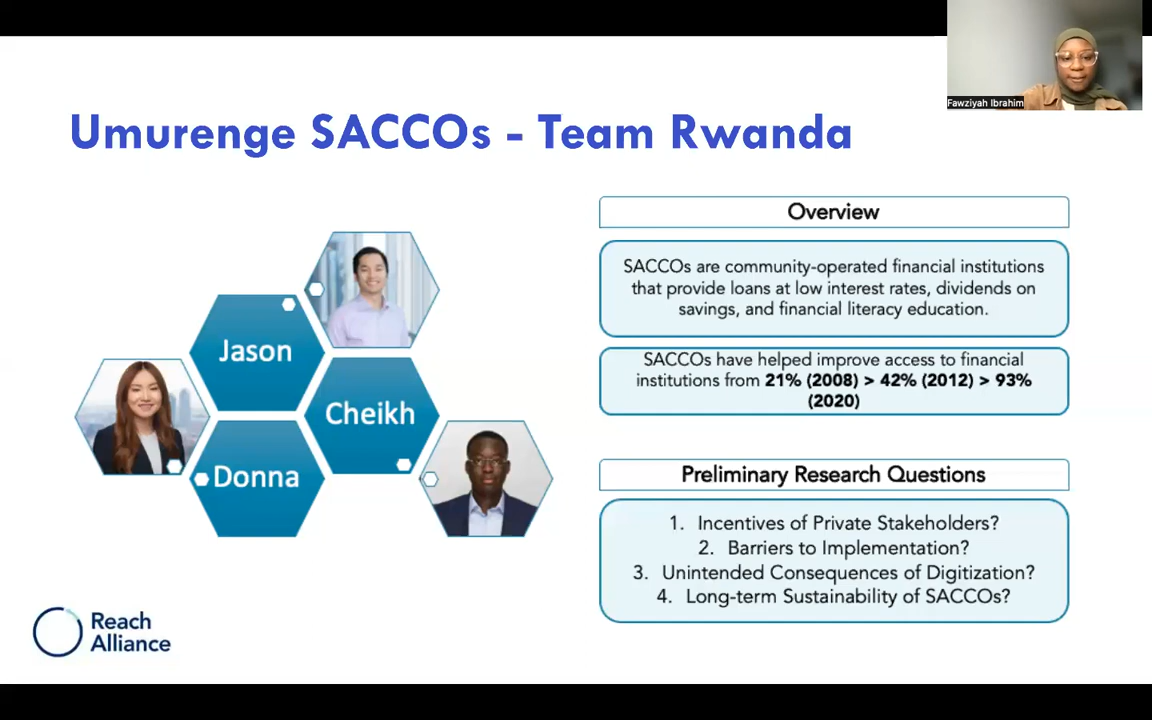 Fawziyah Ibrahim
Umurenge SACCOs - Team Rwanda
Jason
Cheikh
Donna
Overview
SACCOs are community-operated financial institutions
that provide loans at low interest rates, dividends on
savings, and financial literacy education.
SACCOs have helped improve access to financial
institutions from 21% (2008) > 42% (2012) > 93%
(2020)
Preliminary Research Questions
1. Incentives of Private Stakeholders?
2. Barriers to Implementation?
3. Unintended Consequences of Digitization?
4. Long-term Sustainability of SACCOs?
Reach
Alliance